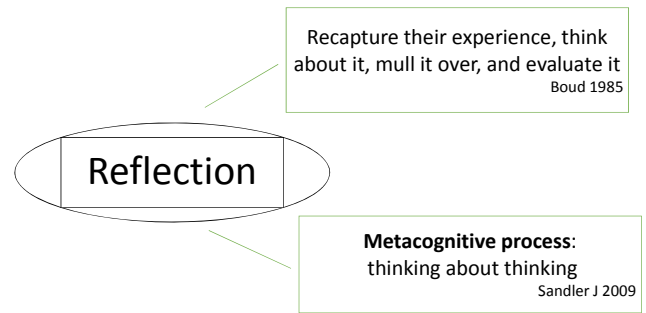 Recapture their experience, think
about it, mull it over, and evaluate it
Boud 1985
Reflection
Metacognitive process:
thinking about thinking
Sandler J 2009